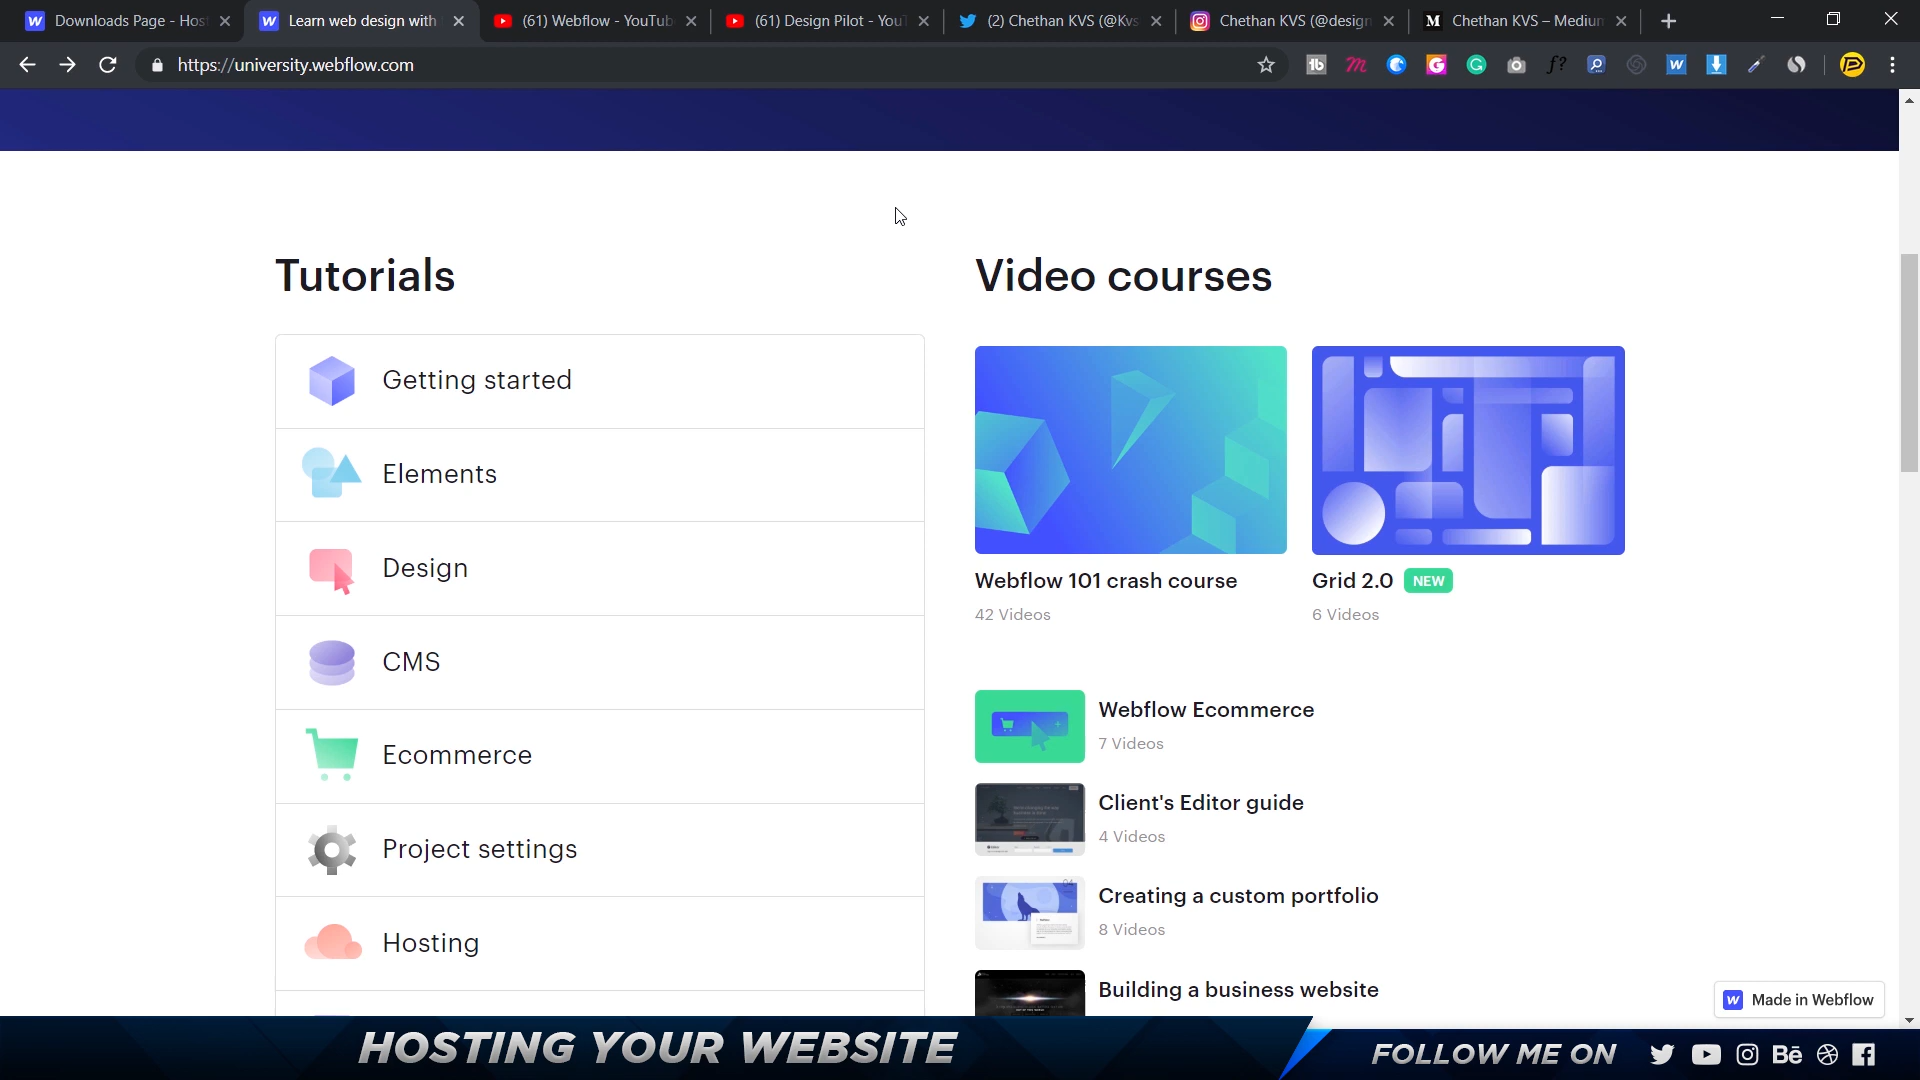 Downloads Page - Host
Learn web design with
(61) Webflow - YouTub
(61) Design Pilot - YouT
(2) Chethan KVS (@Kvs
Chethan KVS (@design
Chethan KVS – Medium
https://university.webflow.com
Tutorials
Getting started
Elements
Design
CMS
Ecommerce
Project settings
Hosting
Video courses
Webflow 101 crash course
42 Videos
Grid 2.0 NEW
6 Videos
Webflow Ecommerce
7 Videos
Client's Editor guide
4 Videos
Creating a custom portfolio
8 Videos
Building a business website
Made in Webflow
HOSTING YOUR WEBSITE
FOLLOW ME ON